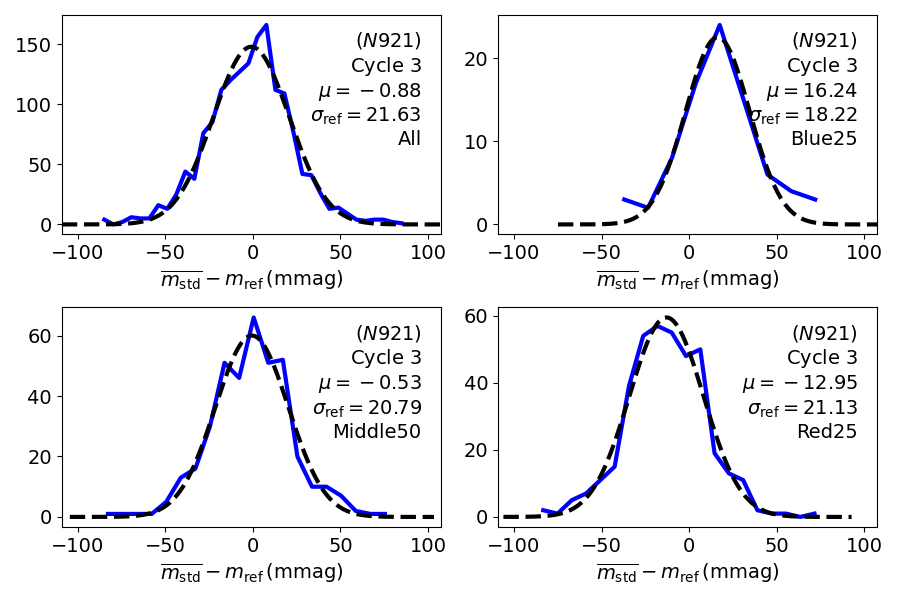 (N921)
Cycle 3
μ = −0.88
σref = 21.63
All
150
100
50
0
−100 −50 0 50 100
m̅std − mref (mmag)
(N921)
Cycle 3
μ = 16.24
σref = 18.22
Blue25
20
10
0
−100 −50 0 50 100
m̅std − mref (mmag)
(N921)
Cycle 3
μ = −0.53
σref = 20.79
Middle50
60
40
20
0
−100 −50 0 50 100
m̅std − mref (mmag)
(N921)
Cycle 3
μ = −12.95
σref = 21.13
Red25
60
40
20
0
−100 −50 0 50 100
m̅std − mref (mmag)